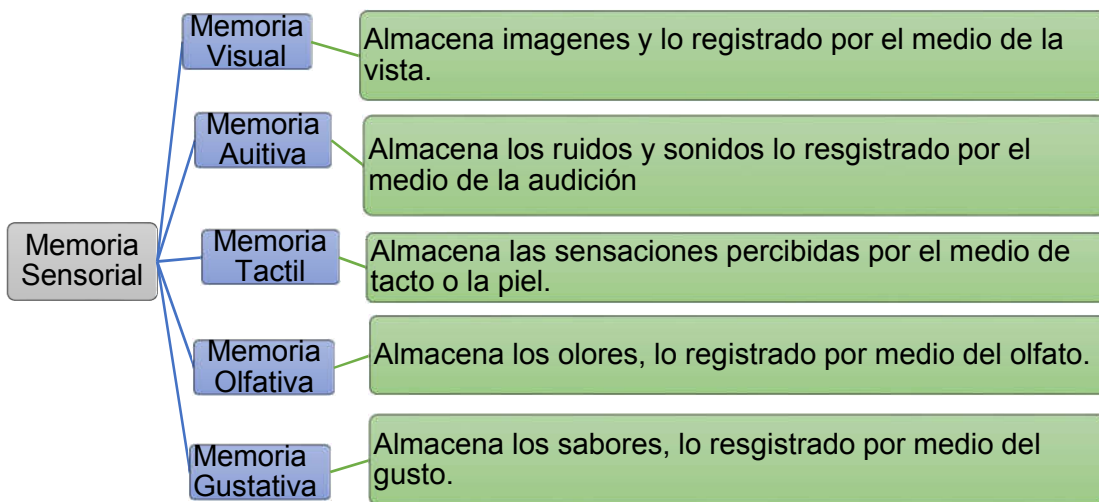 Memoria
Sensorial
Memoria
Visual
Almacena imagenes y lo registrado por el medio de la
vista.
Memoria
Auitiva
Almacena los ruidos y sonidos lo resgistrado por el
medio de la audición
Memoria
Tactil
Almacena las sensaciones percibidas por el medio de
tacto o la piel.
Memoria
Olfativa
Almacena los olores, lo registrado por medio del olfato.
Memoria
Gustativa
Almacena los sabores, lo resgistrado por medio del
gusto.